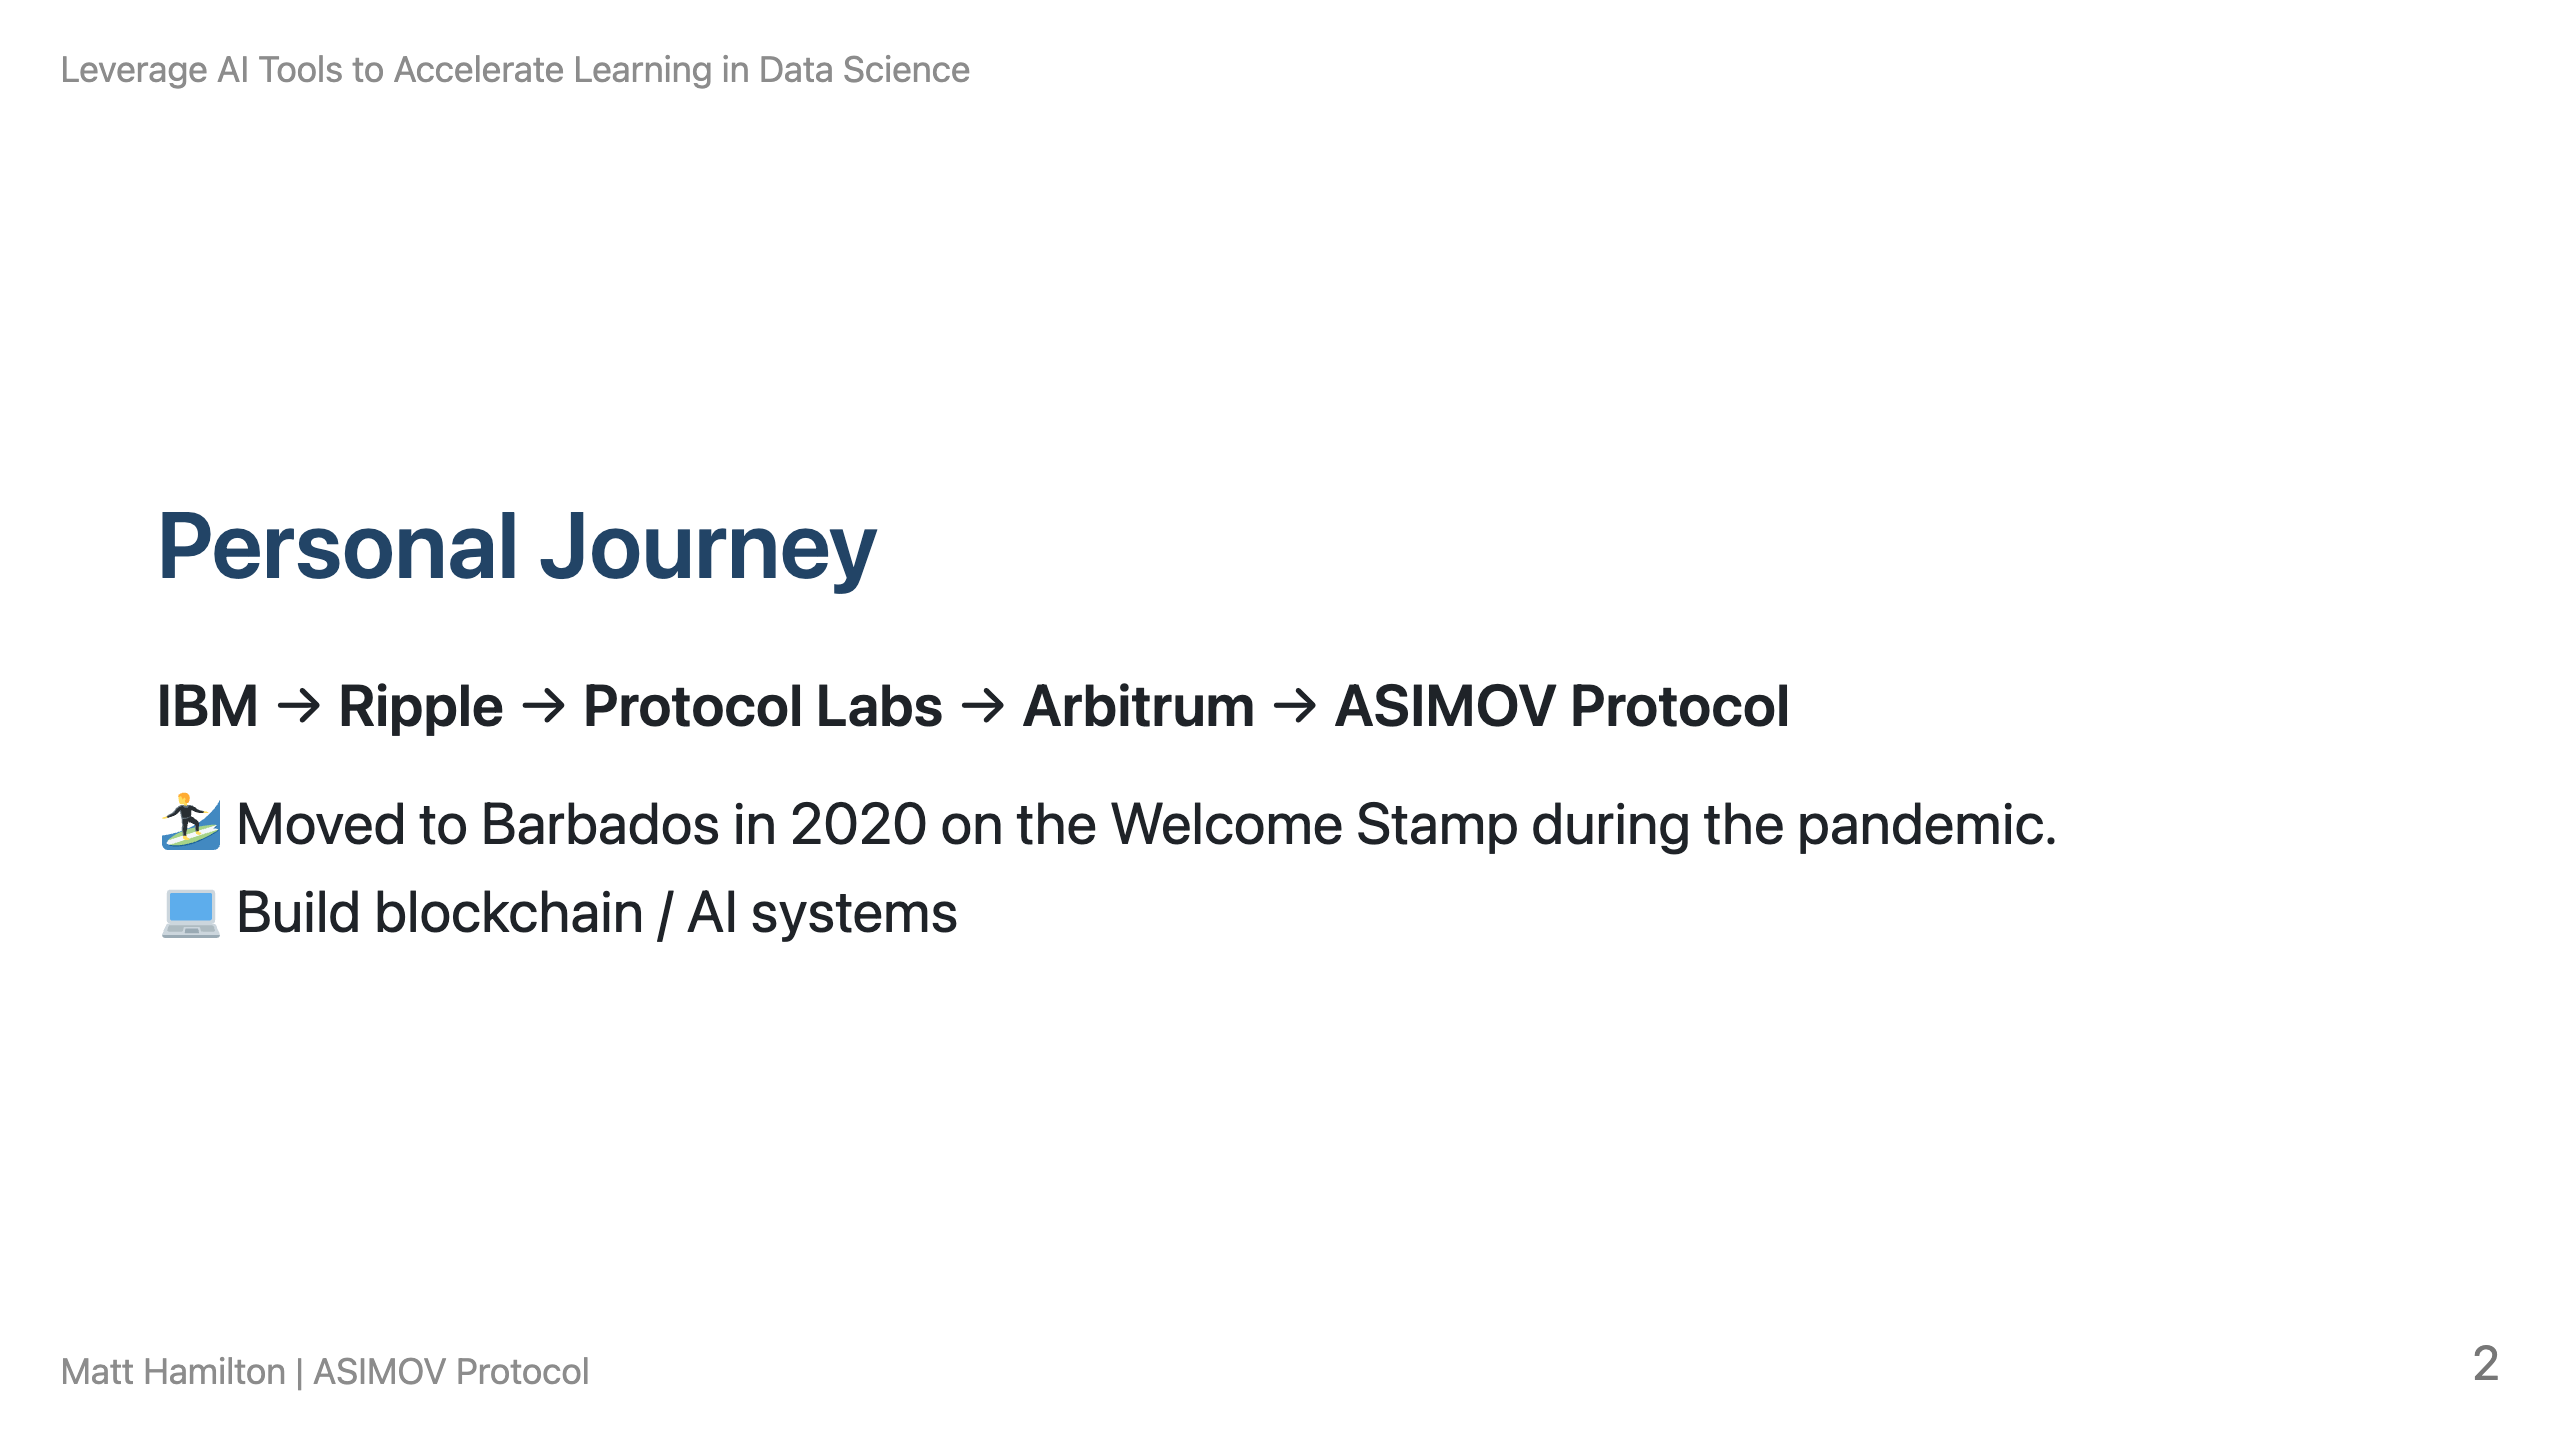 Leverage AI Tools to Accelerate Learning in Data Science
Personal Journey
IBM → Ripple → Protocol Labs → Arbitrum → ASIMOV Protocol
🏄 Moved to Barbados in 2020 on the Welcome Stamp during the pandemic.
💻 Build blockchain / AI systems
Matt Hamilton | ASIMOV Protocol
2